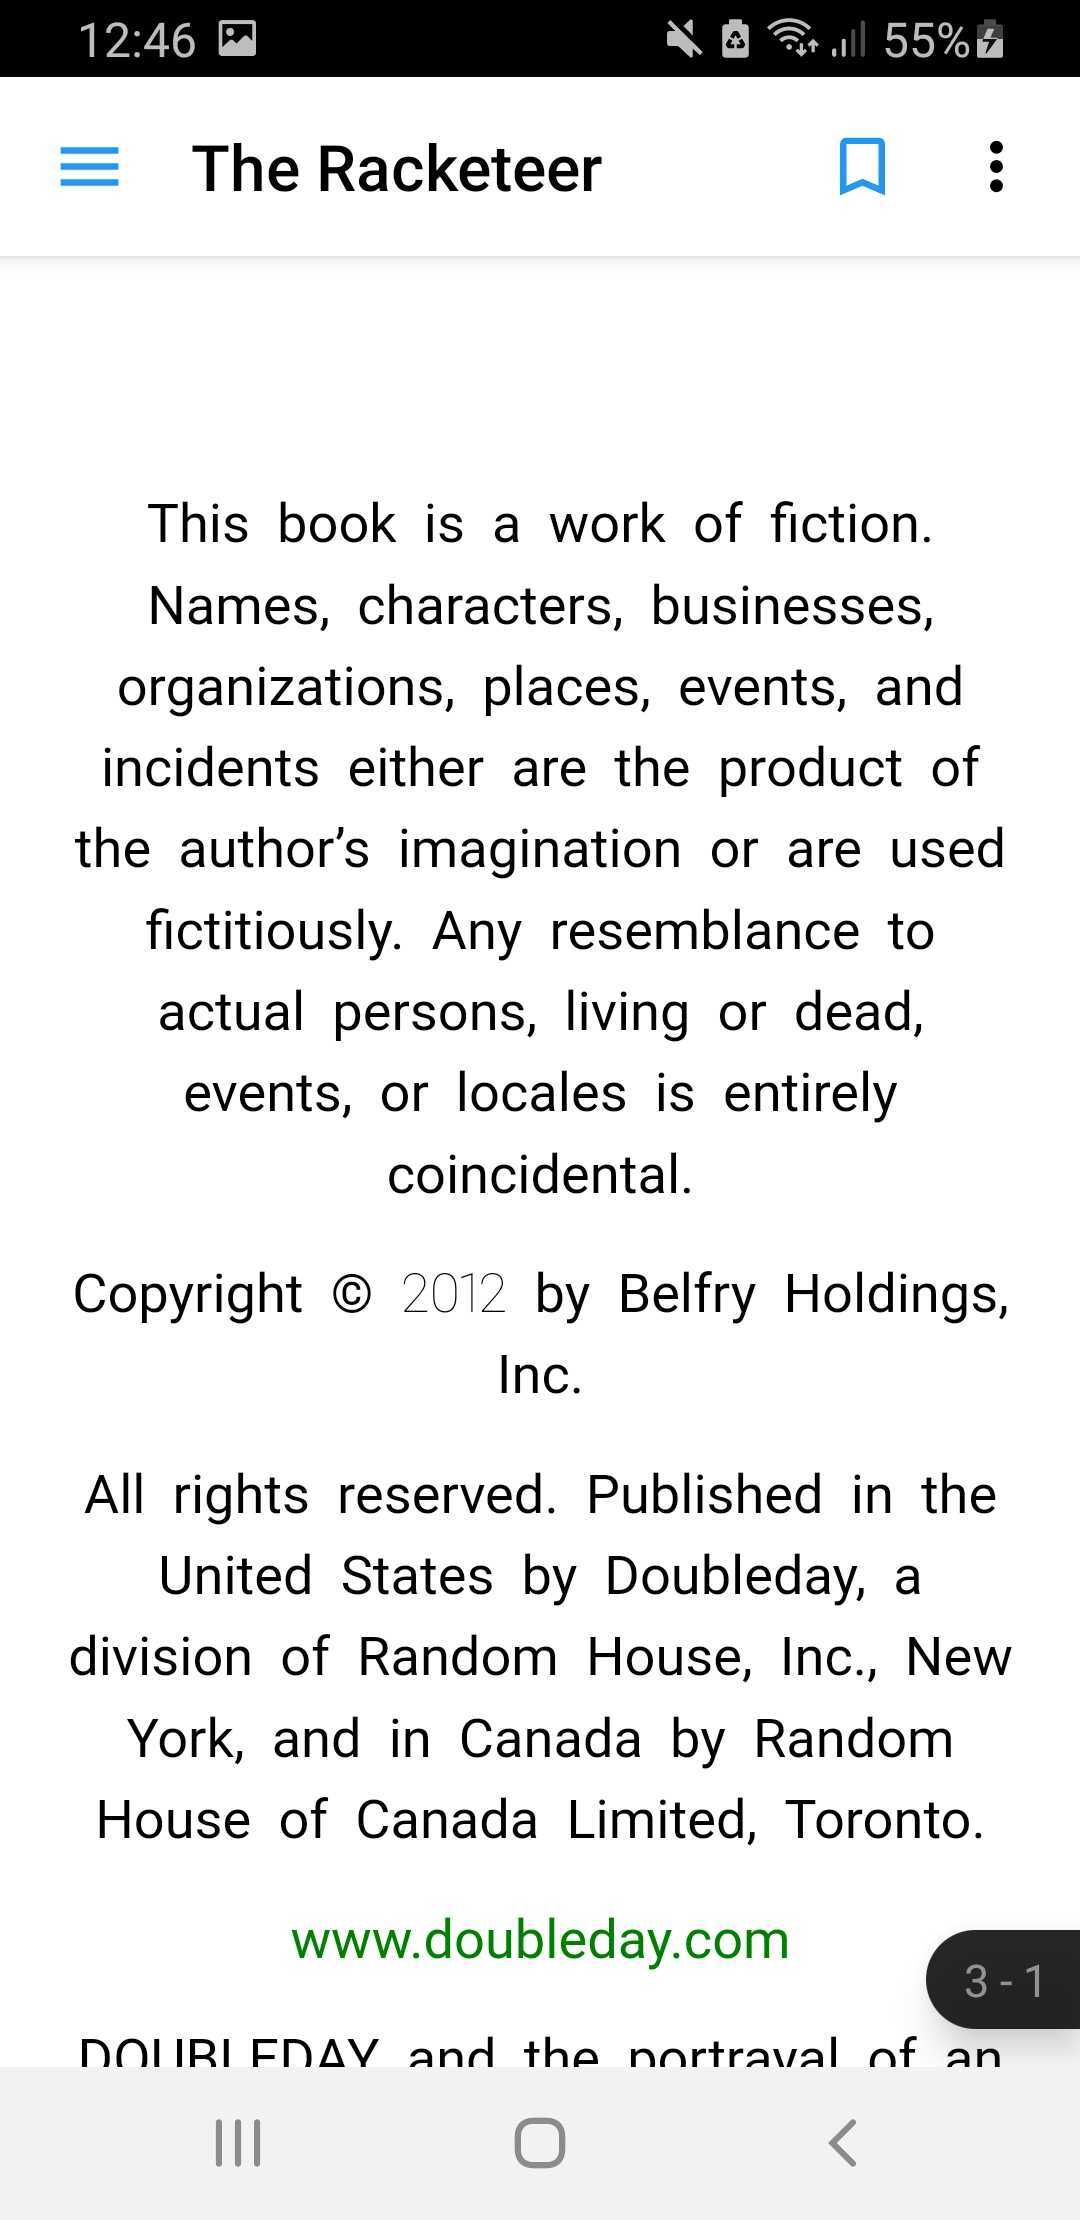 12:46 55%
The Racketeer
This book is a work of fiction.
Names, characters, businesses,
organizations, places, events, and
incidents either are the product of
the author’s imagination or are used
fictitiously. Any resemblance to
actual persons, living or dead,
events, or locales is entirely
coincidental.
Copyright © 2012 by Belfry Holdings,
Inc.
All rights reserved. Published in the
United States by Doubleday, a
division of Random House, Inc., New
York, and in Canada by Random
House of Canada Limited, Toronto.
www.doubleday.com
3 - 1
DOUBLEDAY and the portrayal of an